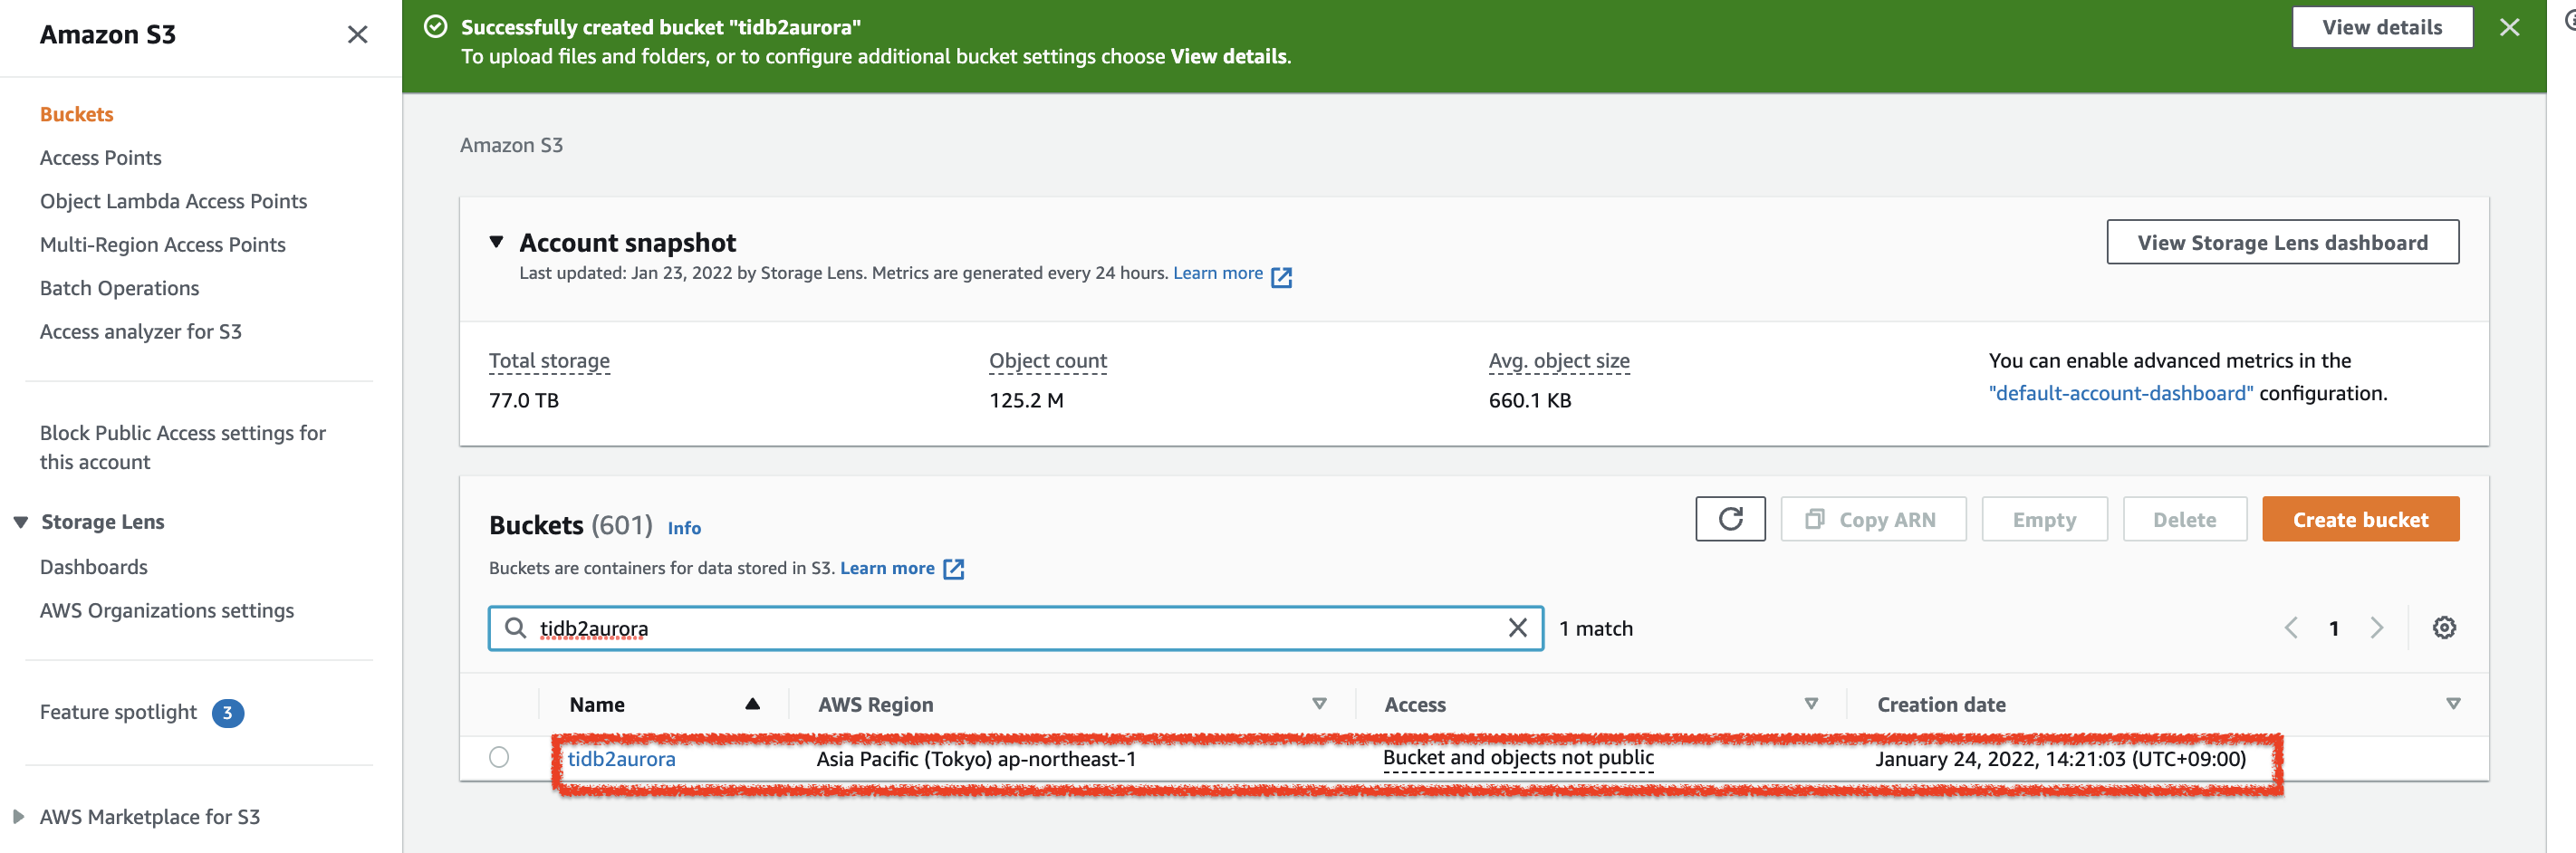 Amazon S3
Buckets
Access Points
Object Lambda Access Points
Multi-Region Access Points
Batch Operations
Access analyzer for S3
Block Public Access settings for
this account
Storage Lens
Dashboards
AWS Organizations settings
Feature spotlight 3
AWS Marketplace for S3
Successfully created bucket "tidb2aurora"
To upload files and folders, or to configure additional bucket settings choose View details.
View details
Amazon S3
Account snapshot
Last updated: Jan 23, 2022 by Storage Lens. Metrics are generated every 24 hours. Learn more
View Storage Lens dashboard
Total storage
77.0 TB
Object count
125.2 M
Avg. object size
660.1 KB
You can enable advanced metrics in the
"default-account-dashboard" configuration.
Buckets (601) Info
Buckets are containers for data stored in S3. Learn more
Copy ARN
Empty
Delete
Create bucket
tidb2aurora
1 match
1
Name AWS Region Access Creation date
tidb2aurora Asia Pacific (Tokyo) ap-northeast-1 Bucket and objects not public January 24, 2022, 14:21:03 (UTC+09:00)